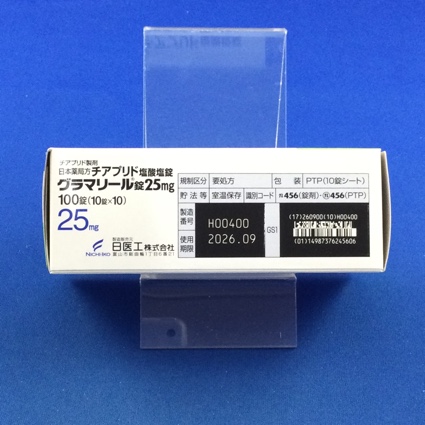 チアプリド製剤
日本薬局方 チアプリド塩酸塩錠
グラマリール錠25mg
100錠(10錠×10)
25mg
製造販売元
NICHIIKO 日医工株式会社
富山市総曲輪1丁目6番21
規制区分 要処方 包装 PTP(10錠シート)
貯法等 室温保存 識別コード 456(錠剤)・456(PTP)
製造番号 H00400
使用期限 2026.09
GS1
(17)260900(10)H00400
(01)14987376245606